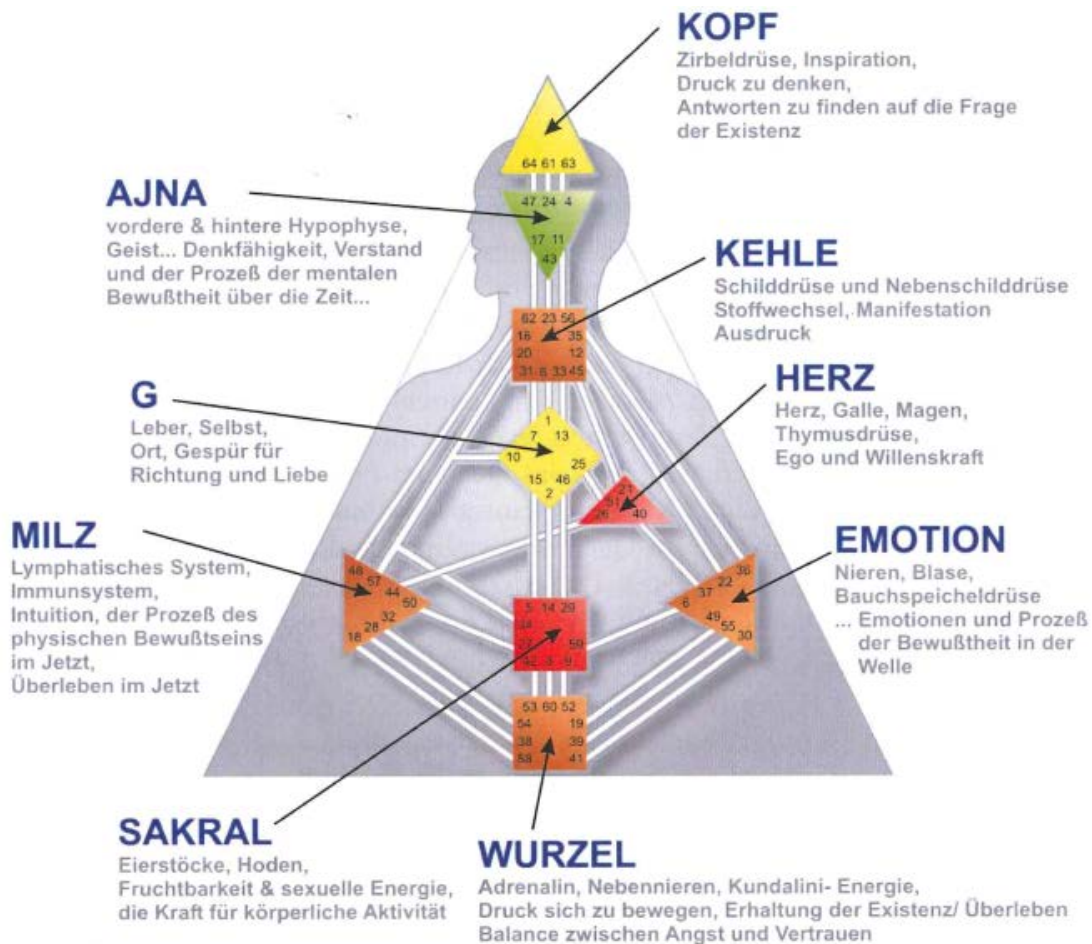 KOPF
Zirbeldrüse, Inspiration,
Druck zu denken,
Antworten zu finden auf die Frage
der Existenz
64 61 63
AJNA
vordere & hintere Hypophyse,
Geist... Denkfähigkeit, Verstand
und der Prozeß der mentalen
Bewußtheit über die Zeit...
47 24 4
17 11
43
KEHLE
Schilddrüse und Nebenschilddrüse
Stoffwechsel, Manifestation
Ausdruck
62 23 56
16 35
20 12
31 8 33 45
G
Leber, Selbst,
Ort, Gespür für
Richtung und Liebe
1
7 13
10 25
15 46
2
HERZ
Herz, Galle, Magen,
Thymusdrüse,
Ego und Willenskraft
21
51
26 40
MILZ
Lymphatisches System,
Immunsystem,
Intuition, der Prozeß des
physischen Bewußtseins
im Jetzt,
Überleben im Jetzt
48
57
44
50
32
28
18
EMOTION
Nieren, Blase,
Bauchspeicheldrüse
... Emotionen und Prozeß
der Bewußtheit in der
Welle
36
22
37
6
49
55
30
5 14 29
59
9
53 60 52
54 19
38 39
58 41
SAKRAL
Eierstöcke, Hoden,
Fruchtbarkeit & sexuelle Energie,
die Kraft für körperliche Aktivität
WURZEL
Adrenalin, Nebennieren, Kundalini- Energie,
Druck sich zu bewegen, Erhaltung der Existenz/ Überleben
Balance zwischen Angst und Vertrauen